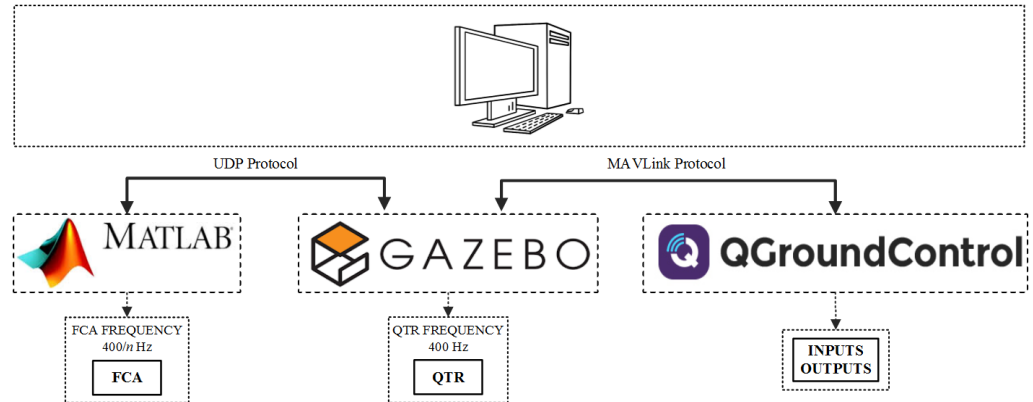 UDP Protocol
MAVLink Protocol
MATLAB®
GAZEBO
QGroundControl
FCA FREQUENCY
400/n Hz
FCA
QTR FREQUENCY
400 Hz
QTR
INPUTS
OUTPUTS